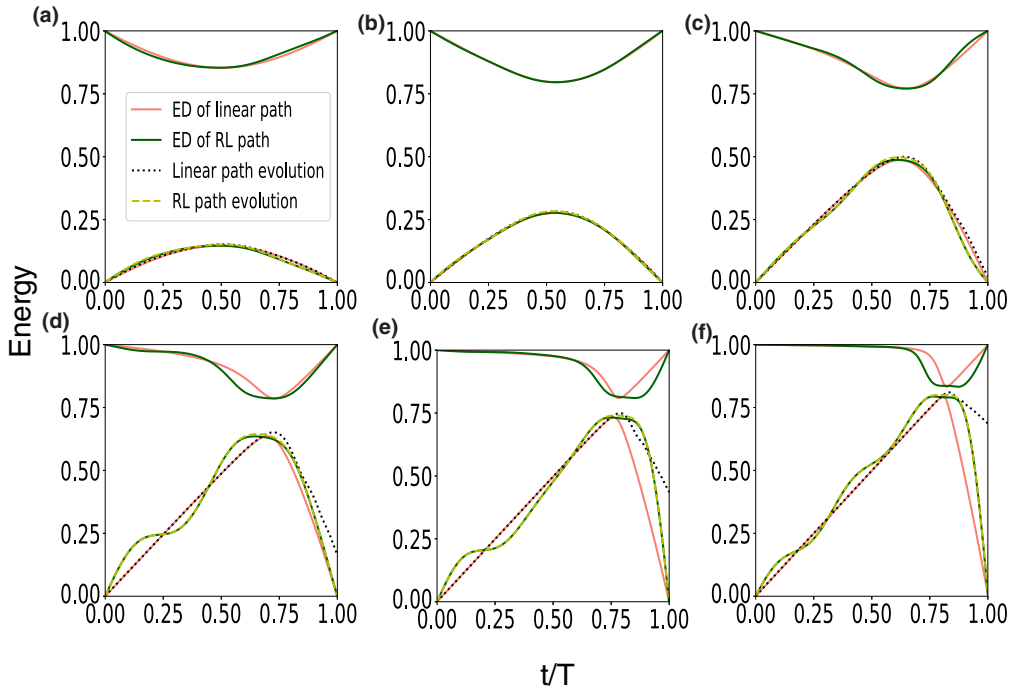 (a) (b) (c)
1.00 1.00 1.00
0.75 0.75 0.75
ED of linear path
ED of RL path
0.50 0.50 0.50
Linear path evolution
RL path evolution
0.25 0.25 0.25
0.00 0.00 0.00
0.00 0.25 0.50 0.75 1.00 0.00 0.25 0.50 0.75 1.00 0.00 0.25 0.50 0.75 1.00
Energy
(d) (e) (f)
1.00 1.00 1.00
0.75 0.75 0.75
0.50 0.50 0.50
0.25 0.25 0.25
0.00 0.00 0.00
0.00 0.25 0.50 0.75 1.00 0.00 0.25 0.50 0.75 1.00 0.00 0.25 0.50 0.75 1.00
t/T